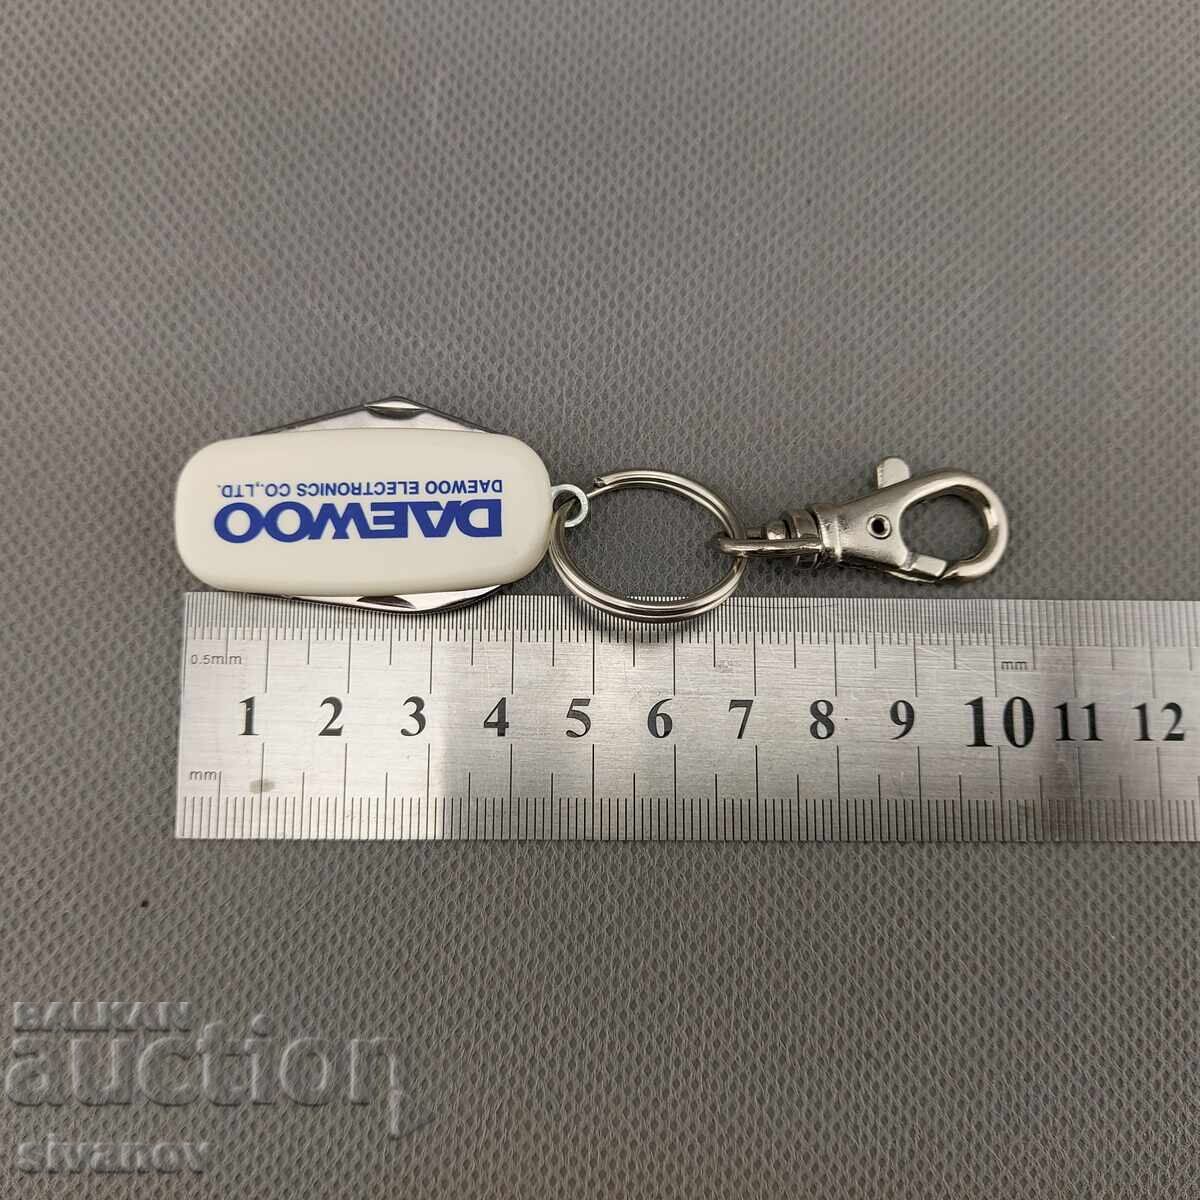 DAEWOO
DAEWOO ELECTRONICS CO.,LTD.
0.5mm
mm
1 2 3 4 5 6 7 8 9 10 11 12
mm
BALKAN
auction
sivanov